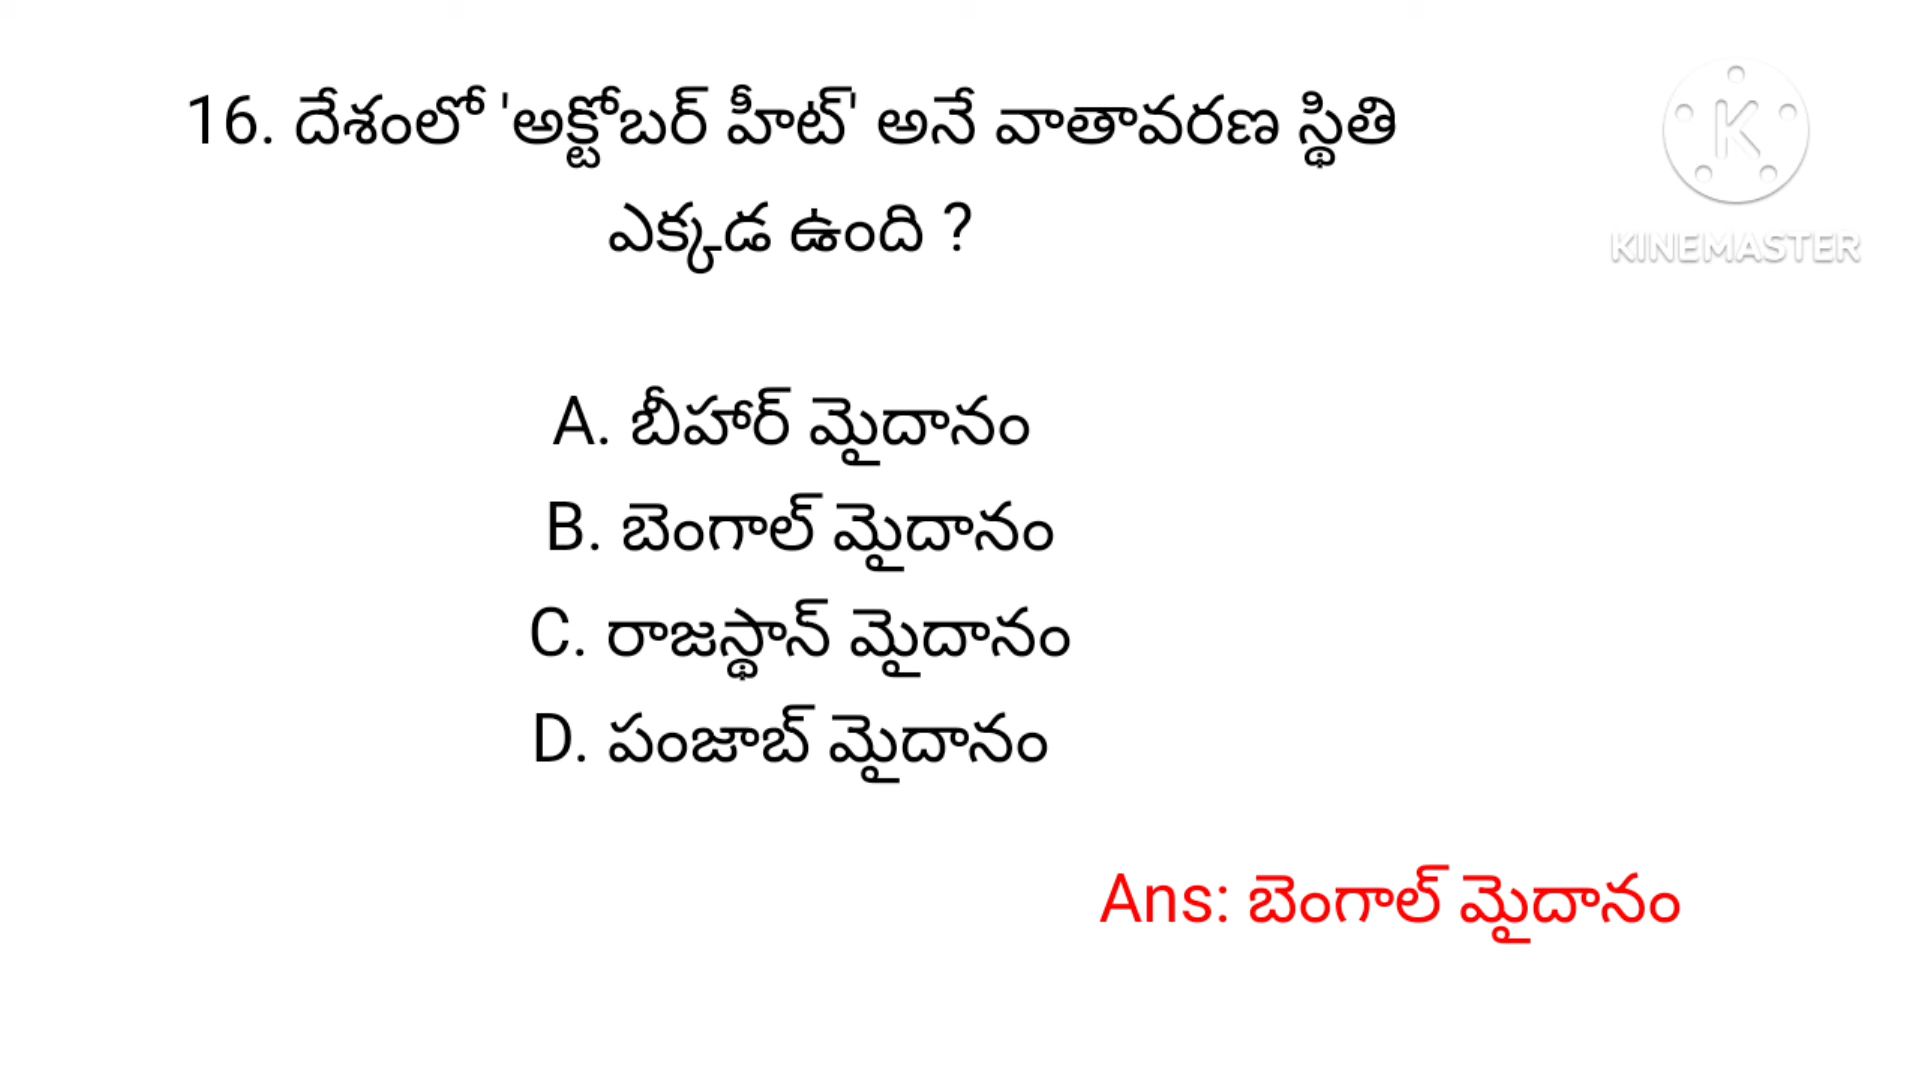 16. దేశంలో 'అక్టోబర్ హీట్' అనే వాతావరణ స్థితి
ఎక్కడ ఉంది ?
K
KINEMASTER
A. బీహార్ మైదానం
B. బెంగాల్ మైదానం
C. రాజస్థాన్ మైదానం
D. పంజాబ్ మైదానం
Ans: బెంగాల్ మైదానం